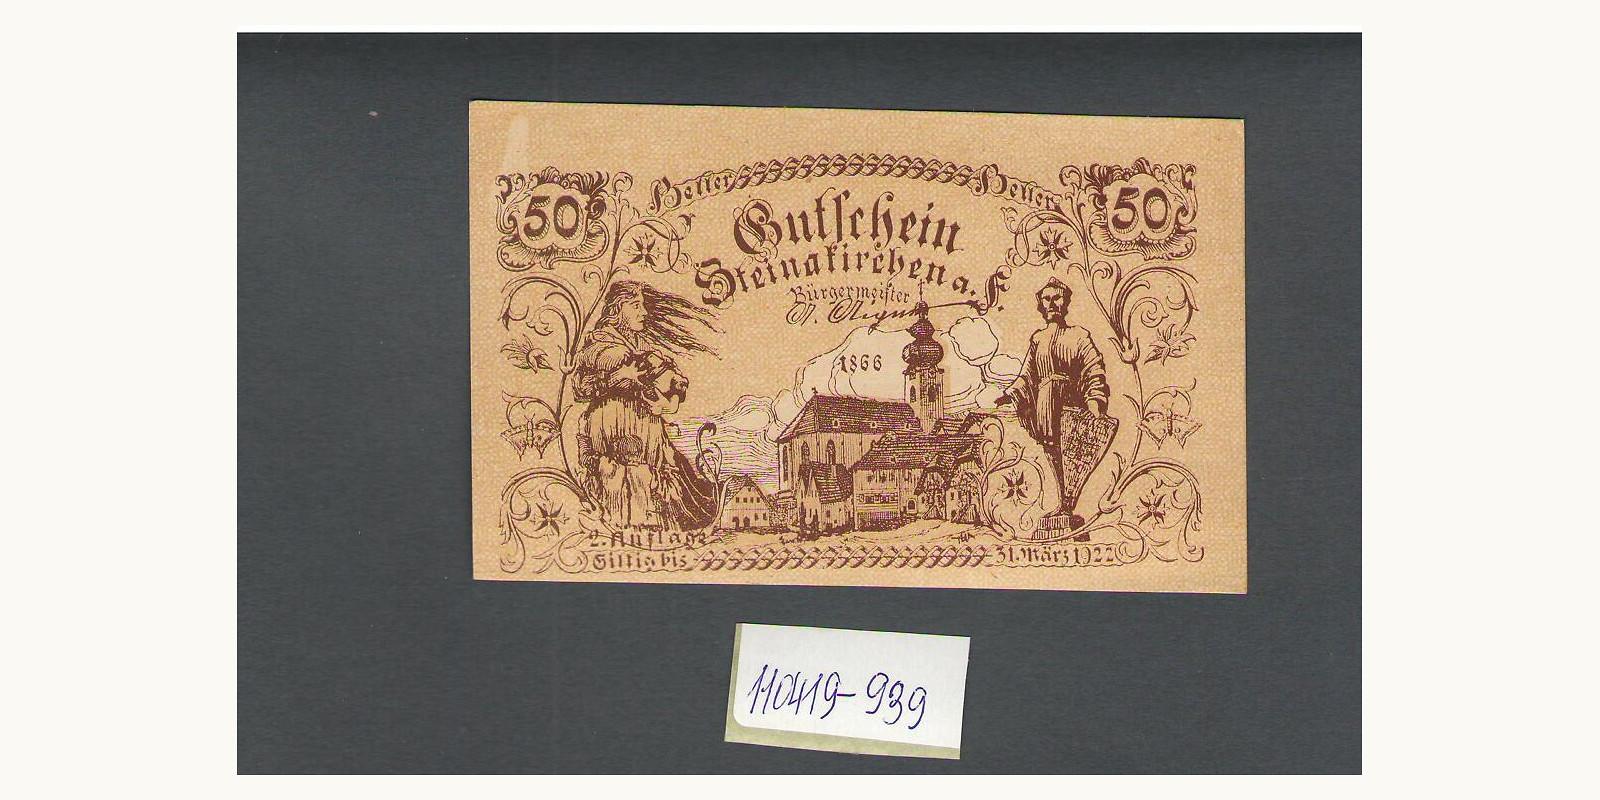 50 Heller Heller 50
Gutschein
Steinakirchen a. F.
Bürgermeister
1866
2. Auflage
Giltig bis 31. März 1922
110419-939